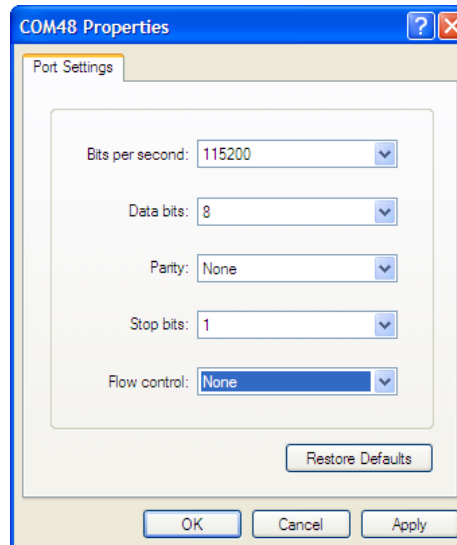 COM48 Properties
Port Settings
Bits per second: 115200
Data bits: 8
Parity: None
Stop bits: 1
Flow control: None
Restore Defaults
OK Cancel Apply